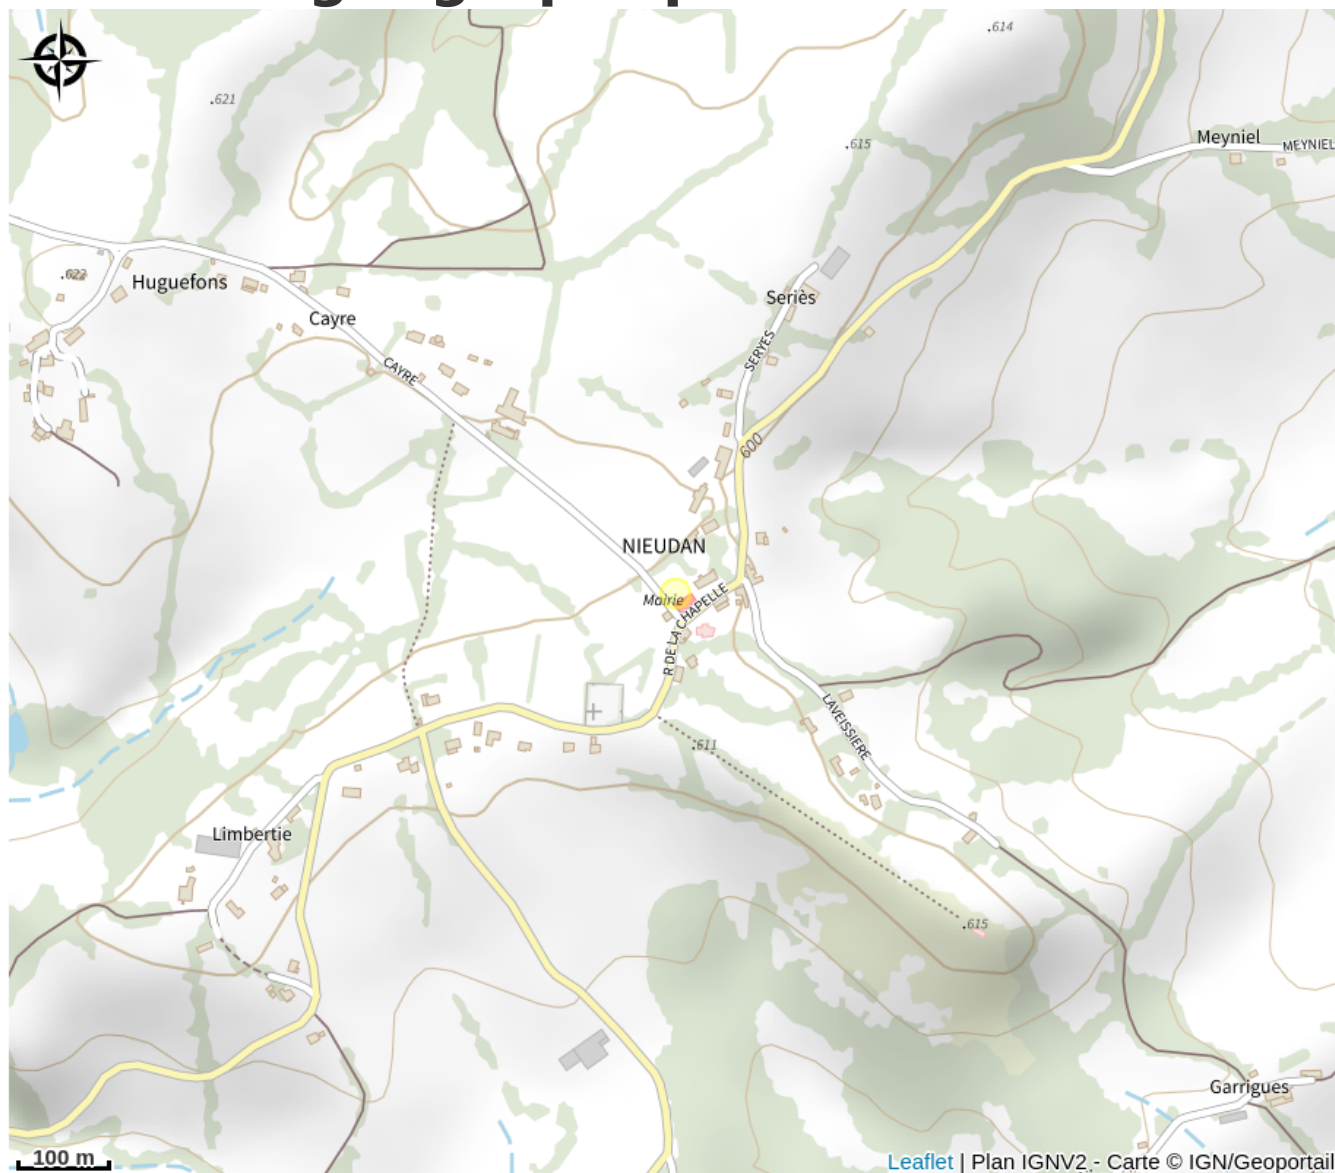 .614
.621
.615
Meyniel
MEYNIEL
.622
Huguefons
Seriès
Cayre
SERYES
CAYRE
600
NIEUDAN
Mairie
R DE LA CHAPELLE
LAVEISSIERE
.611
Limbertie
.615
Garrigues
100 m
Leaflet | Plan IGNV2 - Carte © IGN/Geoportail